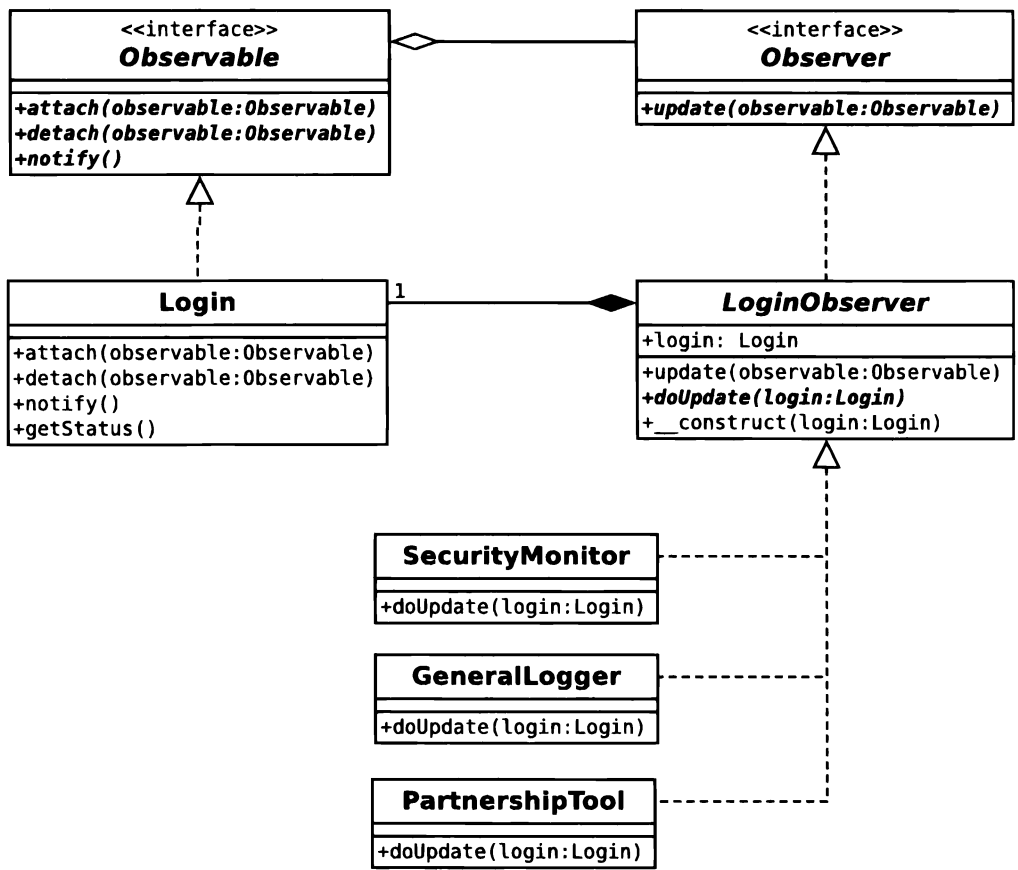 <<interface>>
Observable
+attach(observable:Observable)
+detach(observable:Observable)
+notify()
<<interface>>
Observer
+update(observable:Observable)
Login
+attach(observable:Observable)
+detach(observable:Observable)
+notify()
+getStatus()
1
LoginObserver
+login: Login
+update(observable:Observable)
+doUpdate(login:Login)
+__construct(login:Login)
SecurityMonitor
+doUpdate(login:Login)
GeneralLogger
+doUpdate(login:Login)
PartnershipTool
+doUpdate(login:Login)